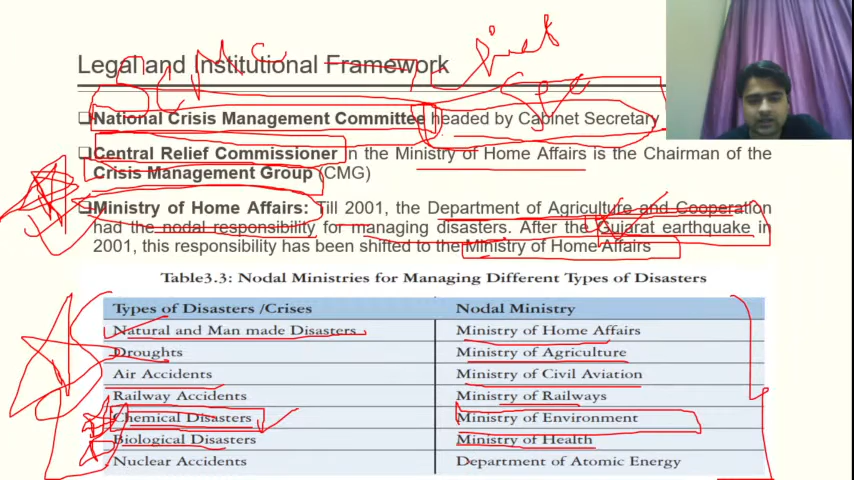 Legal and Institutional Framework
❑National Crisis Management Committee headed by Cabinet Secretary
❑Central Relief Commissioner in the Ministry of Home Affairs is the Chairman of the
Crisis Management Group (CMG)
❑Ministry of Home Affairs: Till 2001, the Department of Agriculture and Cooperation
had the nodal responsibility for managing disasters. After the Gujarat earthquake in
2001, this responsibility has been shifted to the Ministry of Home Affairs
Table3.3: Nodal Ministries for Managing Different Types of Disasters
Types of Disasters /Crises Nodal Ministry
Natural and Man made Disasters Ministry of Home Affairs
Droughts Ministry of Agriculture
Air Accidents Ministry of Civil Aviation
Railway Accidents Ministry of Railways
Chemical Disasters Ministry of Environment
Biological Disasters Ministry of Health
Nuclear Accidents Department of Atomic Energy